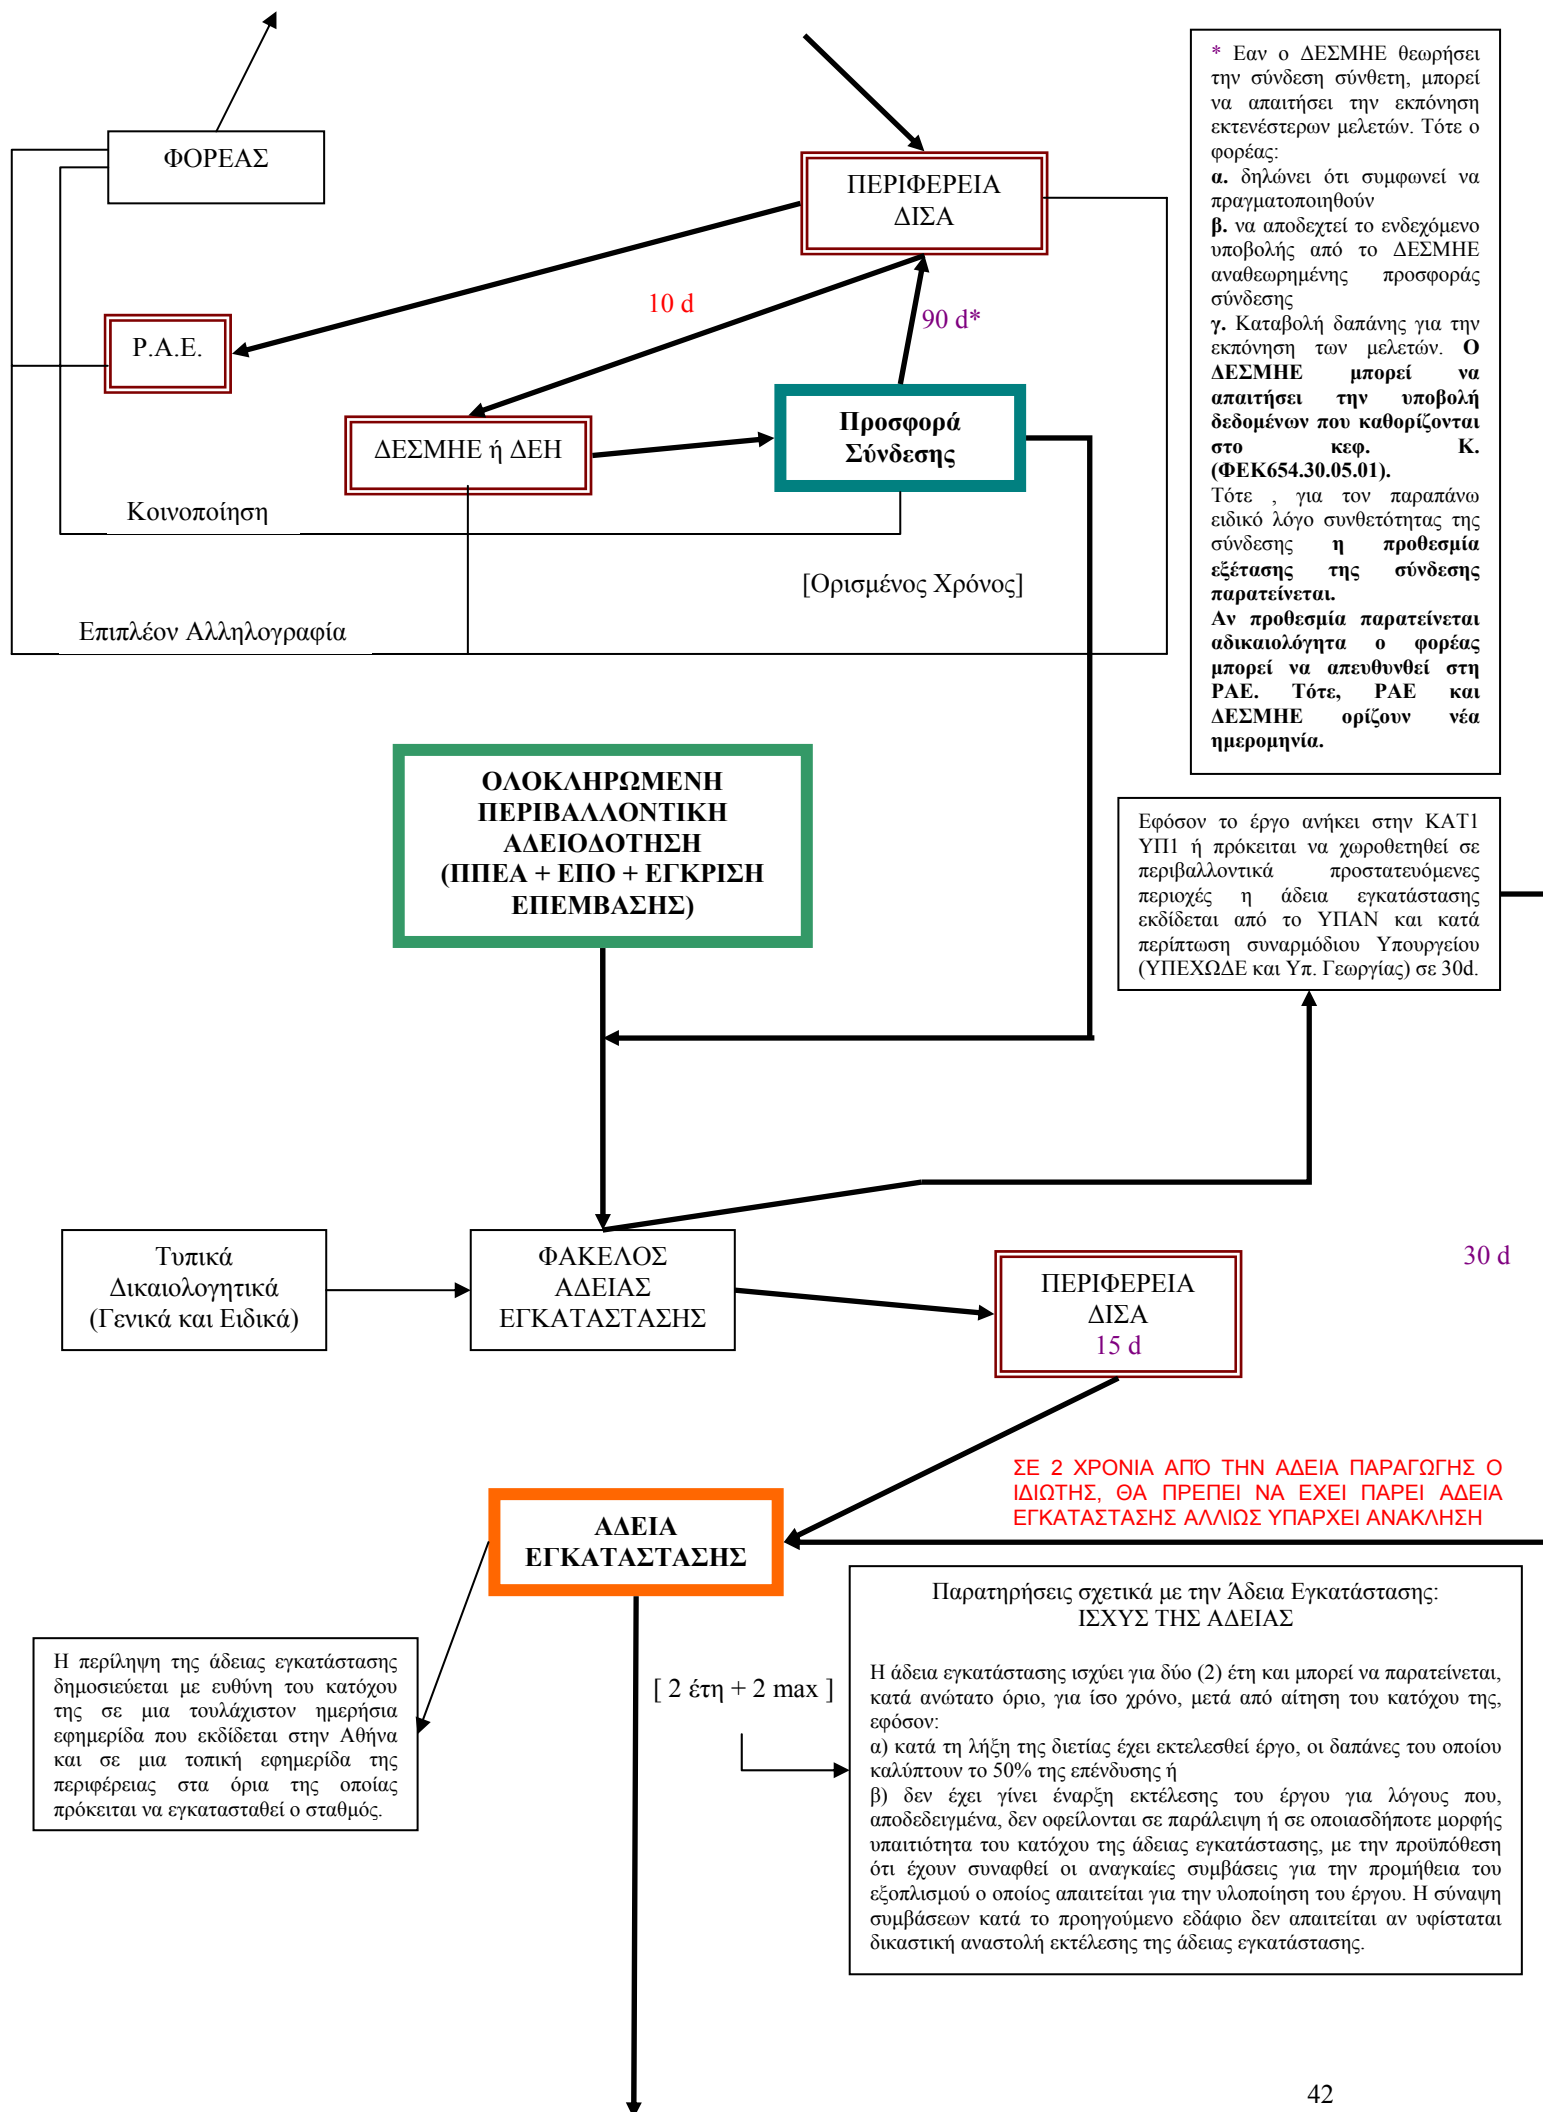 * Εαν ο ΔΕΣΜΗΕ θεωρήσει
την σύνδεση σύνθετη, μπορεί
να απαιτήσει την εκπόνηση
εκτενέστερων μελετών. Τότε ο
φορέας:
α. δηλώνει ότι συμφωνεί να
πραγματοποιηθούν
β. να αποδεχτεί το ενδεχόμενο
υποβολής από το ΔΕΣΜΗΕ
αναθεωρημένης προσφοράς
σύνδεσης
γ. Καταβολή δαπάνης για την
εκπόνηση των μελετών. Ο
ΔΕΣΜΗΕ μπορεί να
απαιτήσει την υποβολή
δεδομένων που καθορίζονται
στο κεφ. Κ.
(ΦΕΚ654.30.05.01).
Τότε , για τον παραπάνω
ειδικό λόγο συνθετότητας της
σύνδεσης η προθεσμία
εξέτασης της σύνδεσης
παρατείνεται.
Αν προθεσμία παρατείνεται
αδικαιολόγητα ο φορέας
μπορεί να απευθυνθεί στη
ΡΑΕ. Τότε, ΡΑΕ και
ΔΕΣΜΗΕ ορίζουν νέα
ημερομηνία.
ΦΟΡΕΑΣ
ΠΕΡΙΦΕΡΕΙΑ
ΔΙΣΑ
10 d
90 d*
Ρ.Α.Ε.
ΔΕΣΜΗΕ ή ΔΕΗ
Προσφορά
Σύνδεσης
Κοινοποίηση
[Ορισμένος Χρόνος]
Επιπλέον Αλληλογραφία
ΟΛΟΚΛΗΡΩΜΕΝΗ
ΠΕΡΙΒΑΛΛΟΝΤΙΚΗ
ΑΔΕΙΟΔΟΤΗΣΗ
(ΠΠΕΑ + ΕΠΟ + ΕΓΚΡΙΣΗ
ΕΠΕΜΒΑΣΗΣ)
Εφόσον το έργο ανήκει στην ΚΑΤ1
ΥΠ1 ή πρόκειται να χωροθετηθεί σε
περιβαλλοντικά προστατευόμενες
περιοχές η άδεια εγκατάστασης
εκδίδεται από το ΥΠΑΝ και κατά
περίπτωση συναρμόδιου Υπουργείου
(ΥΠΕΧΩΔΕ και Υπ. Γεωργίας) σε 30d.
Τυπικά
Δικαιολογητικά
(Γενικά και Ειδικά)
ΦΑΚΕΛΟΣ
ΑΔΕΙΑΣ
ΕΓΚΑΤΑΣΤΑΣΗΣ
ΠΕΡΙΦΕΡΕΙΑ
ΔΙΣΑ
15 d
30 d
ΣΕ 2 ΧΡΟΝΙΑ ΑΠΌ ΤΗΝ ΑΔΕΙΑ ΠΑΡΑΓΩΓΗΣ Ο
ΙΔΙΩΤΗΣ, ΘΑ ΠΡΕΠΕΙ ΝΑ ΕΧΕΙ ΠΑΡΕΙ ΑΔΕΙΑ
ΕΓΚΑΤΑΣΤΑΣΗΣ ΑΛΛΙΩΣ ΥΠΑΡΧΕΙ ΑΝΑΚΛΗΣΗ
ΑΔΕΙΑ
ΕΓΚΑΤΑΣΤΑΣΗΣ
Η περίληψη της άδειας εγκατάστασης
δημοσιεύεται με ευθύνη του κατόχου
της σε μια τουλάχιστον ημερήσια
εφημερίδα που εκδίδεται στην Αθήνα
και σε μια τοπική εφημερίδα της
περιφέρειας στα όρια της οποίας
πρόκειται να εγκατασταθεί ο σταθμός.
[ 2 έτη + 2 max ]
Παρατηρήσεις σχετικά με την Άδεια Εγκατάστασης:
ΙΣΧΥΣ ΤΗΣ ΑΔΕΙΑΣ
Η άδεια εγκατάστασης ισχύει για δύο (2) έτη και μπορεί να παρατείνεται,
κατά ανώτατο όριο, για ίσο χρόνο, μετά από αίτηση του κατόχου της,
εφόσον:
α) κατά τη λήξη της διετίας έχει εκτελεσθεί έργο, οι δαπάνες του οποίου
καλύπτουν το 50% της επένδυσης ή
β) δεν έχει γίνει έναρξη εκτέλεσης του έργου για λόγους που,
αποδεδειγμένα, δεν οφείλονται σε παράλειψη ή σε οποιασδήποτε μορφής
υπαιτιότητα του κατόχου της άδειας εγκατάστασης, με την προϋπόθεση
ότι έχουν συναφθεί οι αναγκαίες συμβάσεις για την προμήθεια του
εξοπλισμού ο οποίος απαιτείται για την υλοποίηση του έργου. Η σύναψη
συμβάσεων κατά το προηγούμενο εδάφιο δεν απαιτείται αν υφίσταται
δικαστική αναστολή εκτέλεσης της άδειας εγκατάστασης.
42